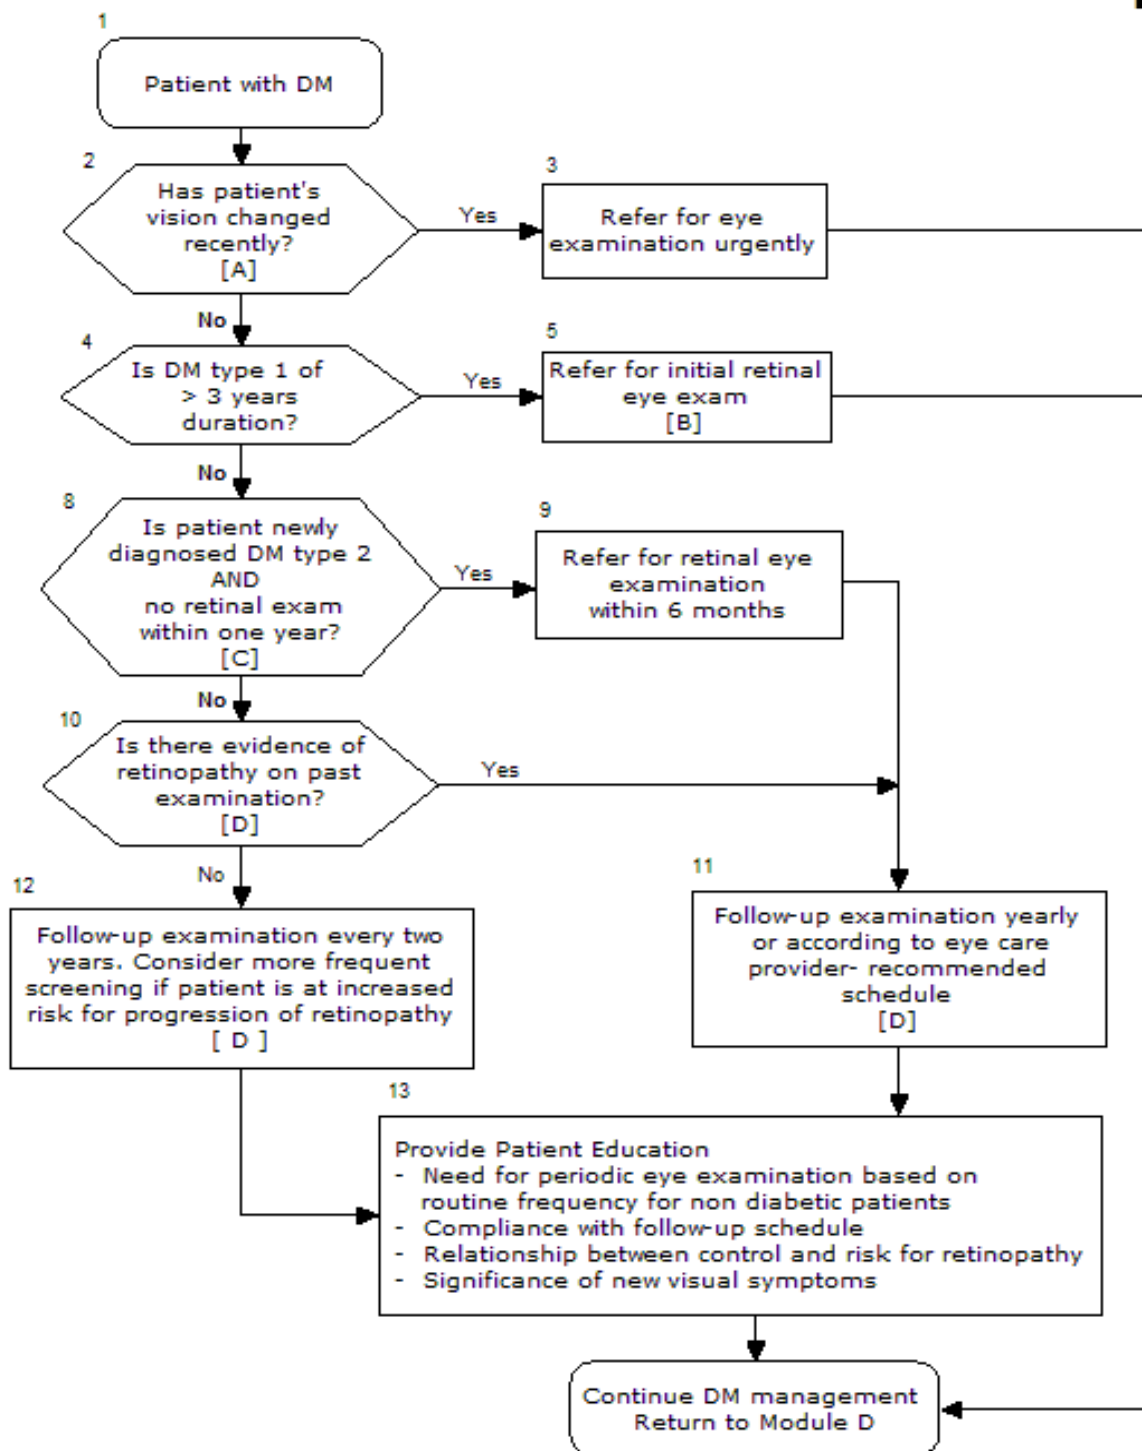 1
Patient with DM
2
Has patient's
vision changed
recently?
[A]
Yes
3
Refer for eye
examination urgently
No
4
Is DM type 1 of
> 3 years
duration?
Yes
5
Refer for initial retinal
eye exam
[B]
No
8
Is patient newly
diagnosed DM type 2
AND
no retinal exam
within one year?
[C]
Yes
9
Refer for retinal eye
examination
within 6 months
No
10
Is there evidence of
retinopathy on past
examination?
[D]
Yes
No
12
Follow-up examination every two
years. Consider more frequent
screening if patient is at increased
risk for progression of retinopathy
[ D ]
11
Follow-up examination yearly
or according to eye care
provider- recommended
schedule
[D]
13
Provide Patient Education
- Need for periodic eye examination based on
routine frequency for non diabetic patients
- Compliance with follow-up schedule
- Relationship between control and risk for retinopathy
- Significance of new visual symptoms
Continue DM management
Return to Module D